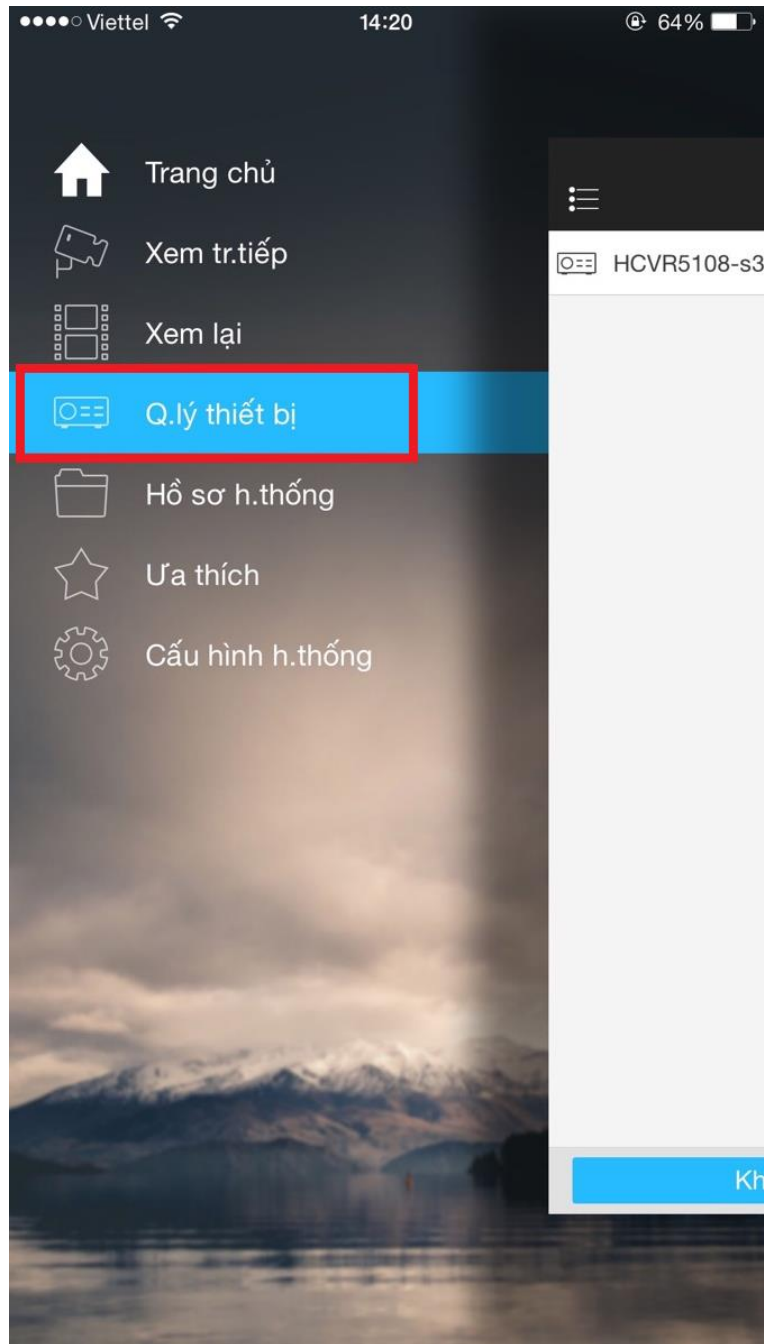 Viettel 14:20 64%
Trang chủ
Xem tr.tiếp
HCVR5108-s3
Xem lại
Q.lý thiết bị
Hồ sơ h.thống
Ưa thích
Cấu hình h.thống
Kh